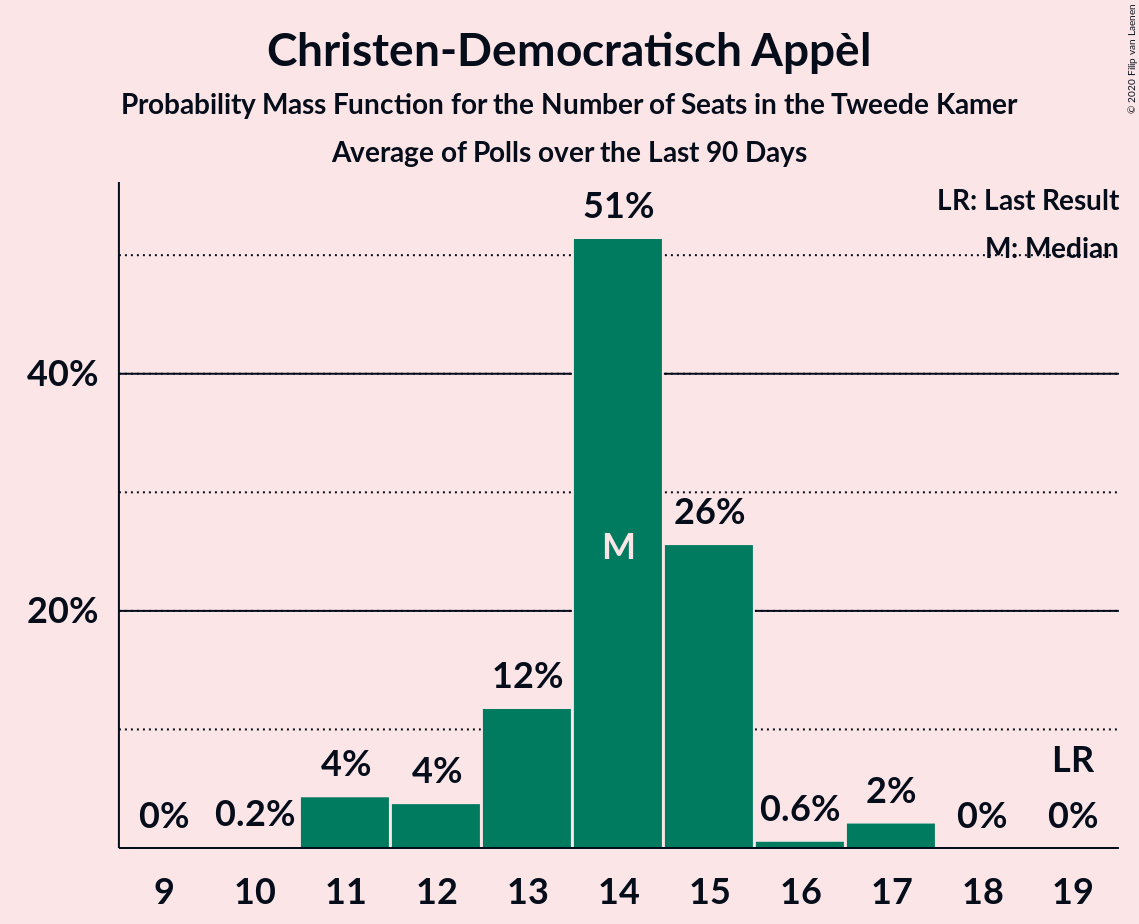 Christen-Democratisch Appèl
Probability Mass Function for the Number of Seats in the Tweede Kamer
Average of Polls over the Last 90 Days
© 2020 Filip van Laenen
LR: Last Result
M: Median
51%
40%
26%
M
20%
12%
4%
4%
LR
0%
0.2%
0.6%
2%
0%
0%
9 10 11 12 13 14 15 16 17 18 19